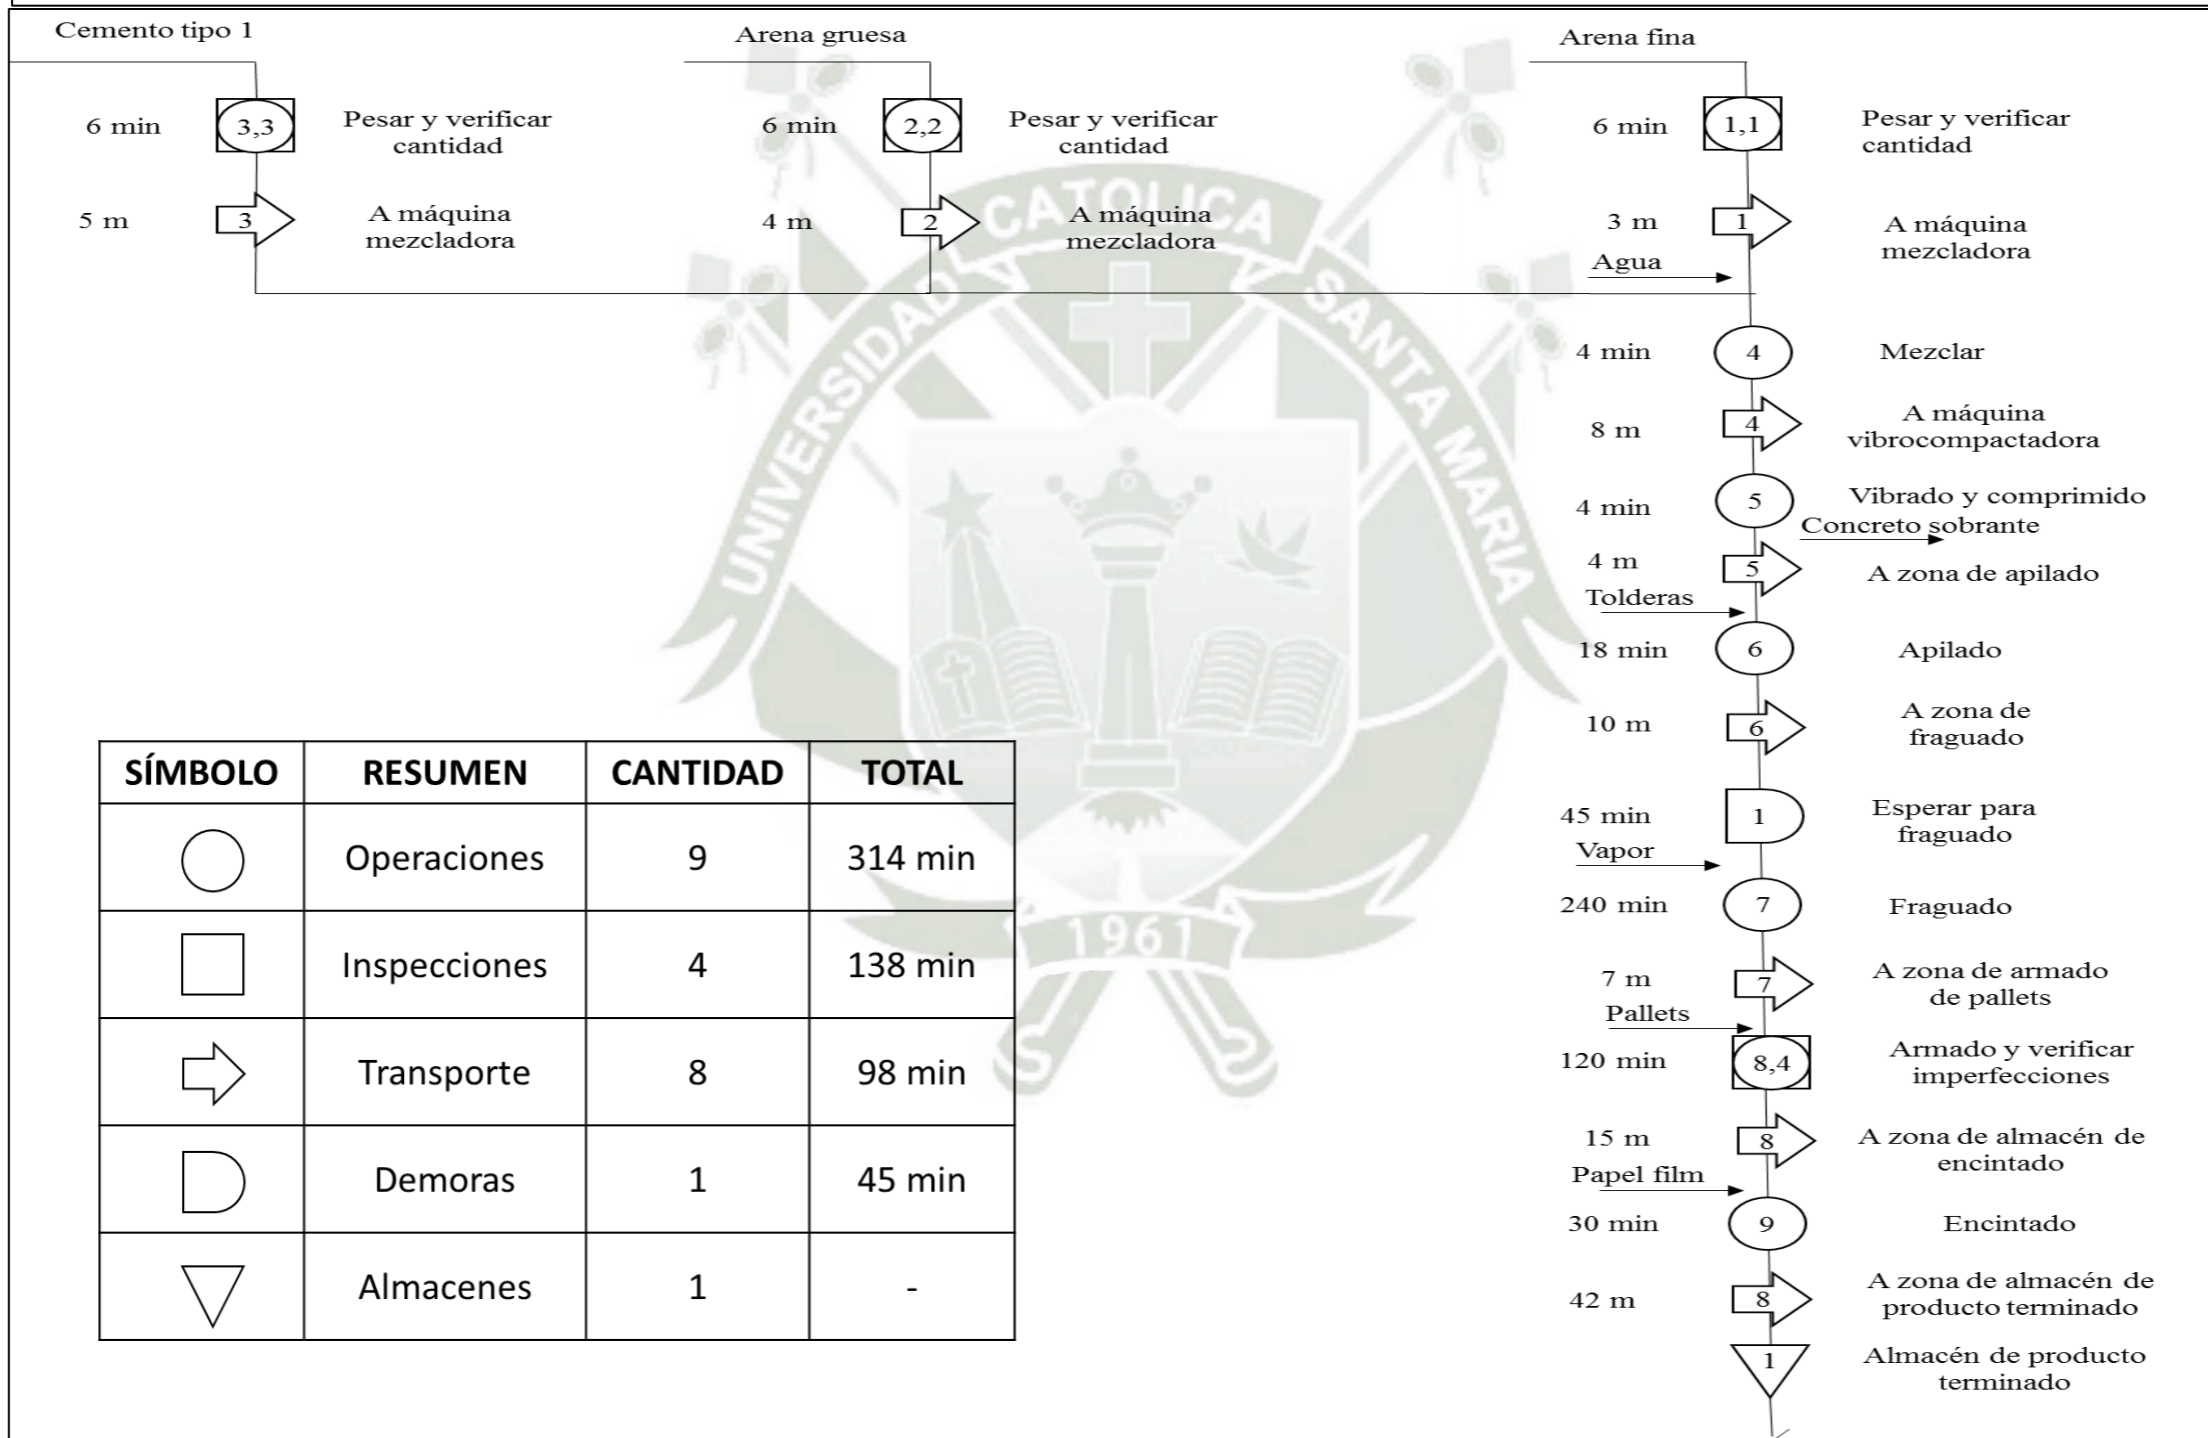 Cemento tipo 1
6 min
3,3
Pesar y verificar
cantidad
5 m
3
A máquina
mezcladora
Arena gruesa
6 min
2,2
Pesar y verificar
cantidad
4 m
2
A máquina
mezcladora
Arena fina
6 min
1,1
Pesar y verificar
cantidad
3 m
1
A máquina
mezcladora
Agua
4 min
4
Mezclar
8 m
4
A máquina
vibrocompactadora
4 min
5
Vibrado y comprimido
Concreto sobrante
4 m
5
A zona de apilado
Tolderas
18 min
6
Apilado
10 m
6
A zona de
fraguado
45 min
1
Esperar para
fraguado
Vapor
240 min
7
Fraguado
7 m
7
A zona de armado
de pallets
Pallets
120 min
8,4
Armado y verificar
imperfecciones
15 m
8
A zona de almacén de
encintado
Papel film
30 min
9
Encintado
42 m
8
A zona de almacén de
producto terminado
1
Almacén de producto
terminado
SÍMBOLO RESUMEN CANTIDAD TOTAL
Operaciones 9 314 min
Inspecciones 4 138 min
Transporte 8 98 min
Demoras 1 45 min
Almacenes 1 -
UNIVERSIDAD CATOLICA SANTA MARIA
1961